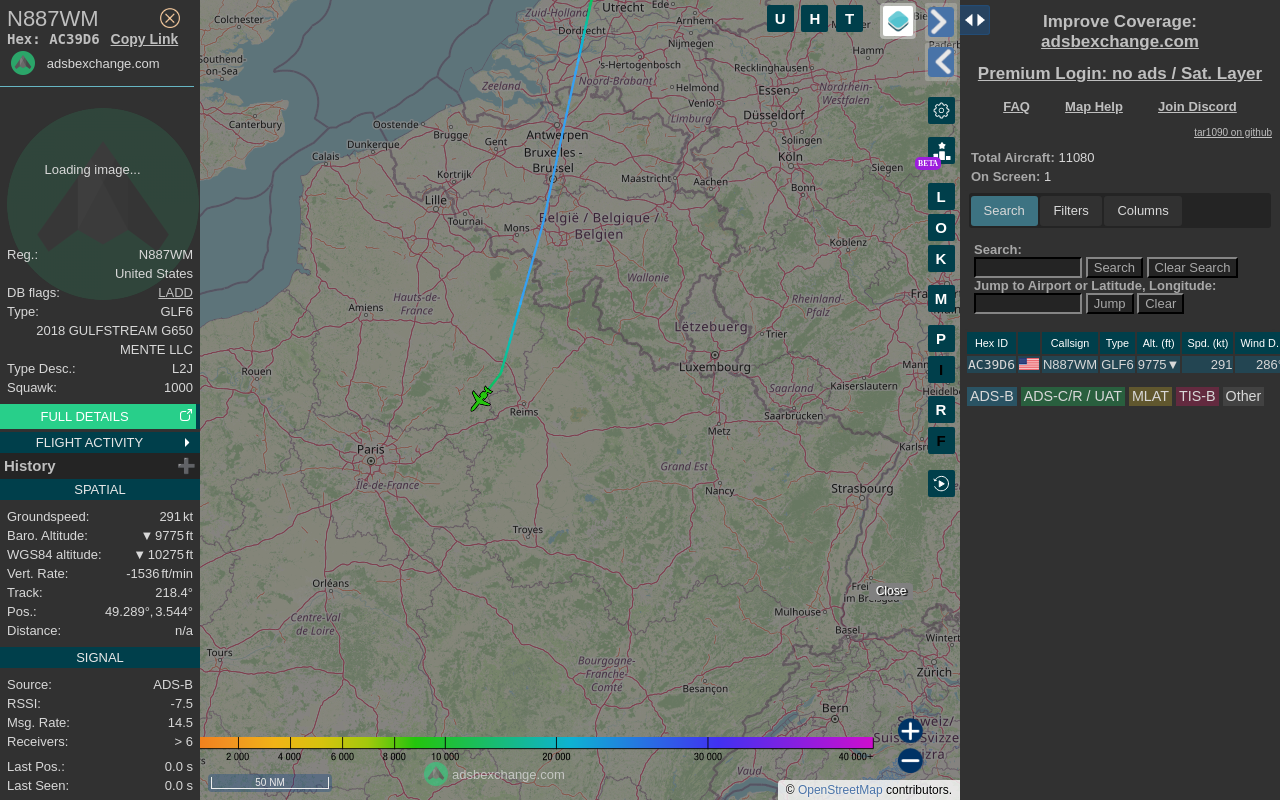 N887WM
Hex: AC39D6 Copy Link
adsbexchange.com
Loading image...
Reg.: N887WM
United States
DB flags: LADD
Type: GLF6
2018 GULFSTREAM G650
MENTE LLC
Type Desc.: L2J
Squawk: 1000
FULL DETAILS
FLIGHT ACTIVITY
History
SPATIAL
Groundspeed: 291 kt
Baro. Altitude: ▼ 9775 ft
WGS84 altitude: ▼ 10275 ft
Vert. Rate: -1536 ft/min
Track: 218.4°
Pos.: 49.289°, 3.544°
Distance: n/a
SIGNAL
Source: ADS-B
RSSI: -7.5
Msg. Rate: 14.5
Receivers: > 6
Last Pos.: 0.0 s
Last Seen: 0.0 s
Utrecht
Ede
Zuid-Holland
Arnhem
Colchester
Dordrecht
Nijmegen
Hamm
Southend-
on-Sea
's-Hertogenbosch
Recklinghausen
Noord-Brabant
Zeeland
Helmond
Essen
Nordrhein-
Westfalen
Venlo
Canterbury
Oostende
Limburg
Düsseldorf
Brugge
Antwerpen
Dunkerque
Gent
Solingen
Calais
Bruxelles -
Brussel
Köln
Siegen
Kortrijk
Maastricht
Aachen
Bonn
Lille
Tournai
België / Belgique /
Belgien
Mons
Koblenz
Wallonie
Hauts-de-
France
Amiens
Rheinland-
Pfalz
Lëtzebuerg
Trier
Rouen
Luxembourg
Saarland
Kaiserslautern
Reims
Saarbrücken
Metz
Paris
Île-de-France
Grand Est
Nancy
Strasbourg
Troyes
Orléans
Centre-Val
de Loire
Close
Mulhouse
Basel
Tours
Bourgogne-
Franche-
Comté
Zürich
Besançon
Bern
Vaud
U H T
BETA
L
O
K
M
P
I
R
F
2 000 4 000 6 000 8 000 10 000 20 000 30 000 40 000+
adsbexchange.com
50 NM
© OpenStreetMap contributors.
Improve Coverage:
adsbexchange.com
Premium Login: no ads / Sat. Layer
FAQ Map Help Join Discord
tar1090 on github
Total Aircraft: 11080
On Screen: 1
Search Filters Columns
Search:
Search Clear Search
Jump to Airport or Latitude, Longitude:
Jump Clear
Hex ID Callsign Type Alt. (ft) Spd. (kt) Wind D.
AC39D6 N887WM GLF6 9775▼ 291 286°
ADS-B ADS-C/R / UAT MLAT TIS-B Other